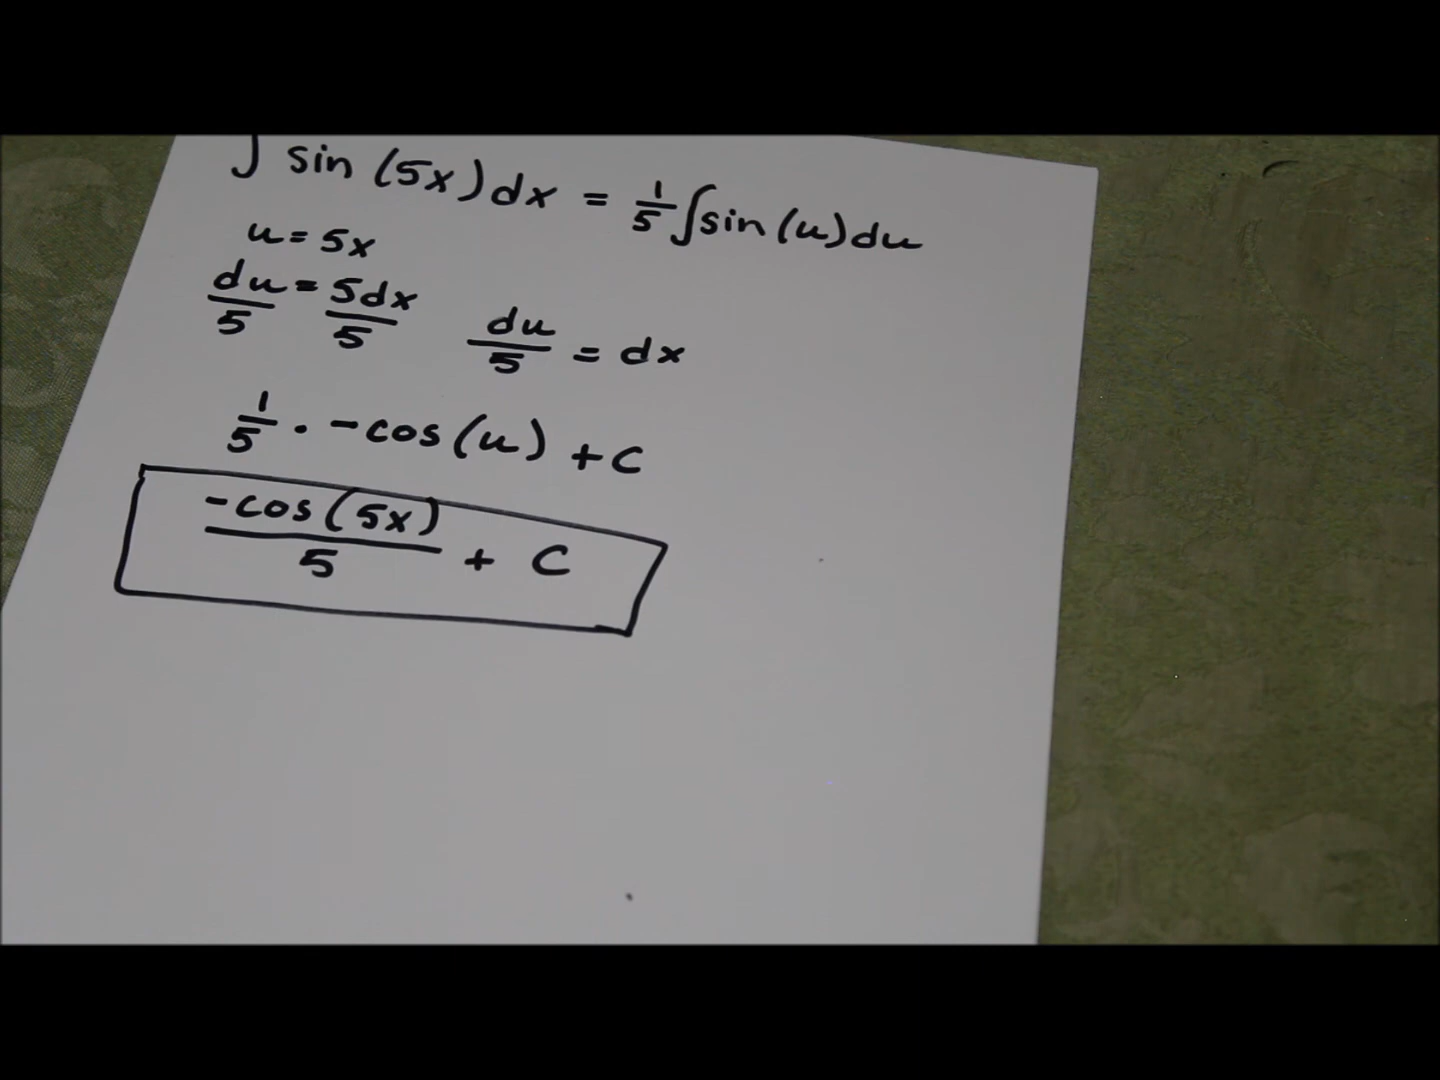 ∫ sin (5x) dx = 1/5 ∫ sin (u) du
u = 5x
du/5 = 5dx/5    du/5 = dx
1/5 · -cos (u) + C
-cos (5x)/5 + C